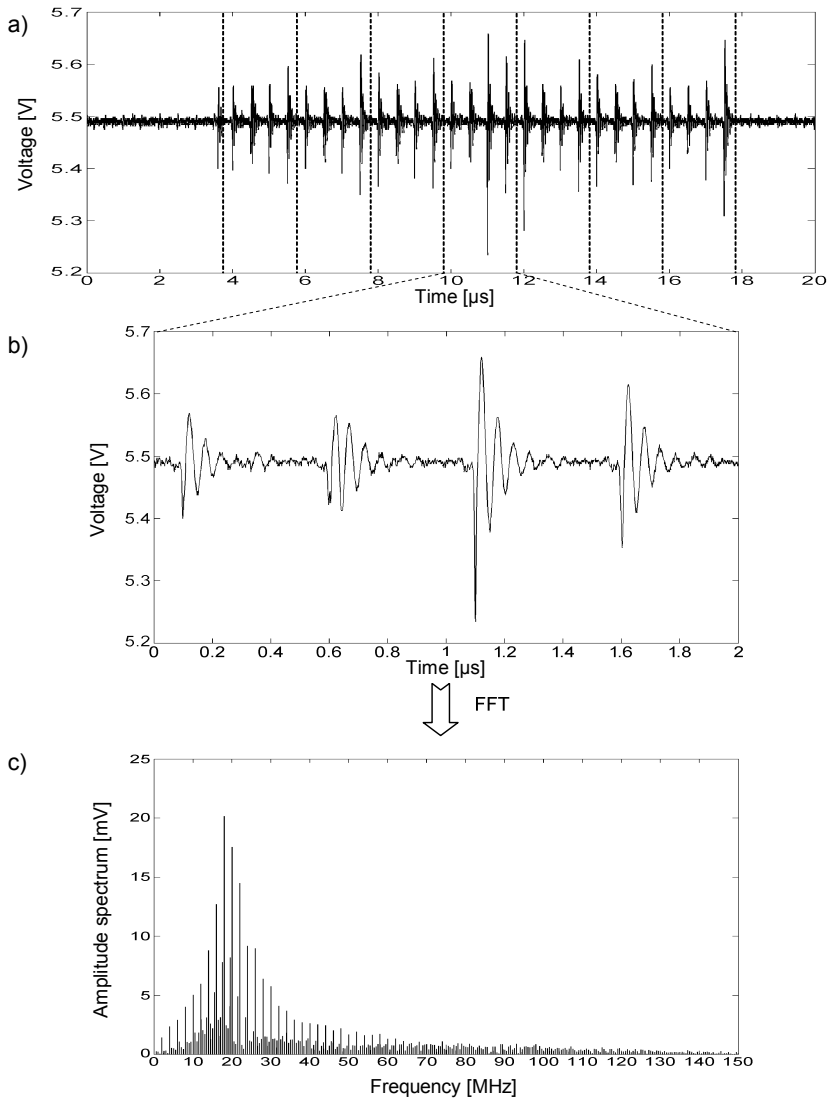 a)
Voltage [V]
5.7
5.6
5.5
5.4
5.3
5.2
0 2 4 6 8 10 12 14 16 18 20
Time [µs]
b)
Voltage [V]
5.7
5.6
5.5
5.4
5.3
5.2
0 0.2 0.4 0.6 0.8 1 1.2 1.4 1.6 1.8 2
Time [µs]
FFT
c)
Amplitude spectrum [mV]
25
20
15
10
5
0
0 10 20 30 40 50 60 70 80 90 100 110 120 130 140 150
Frequency [MHz]